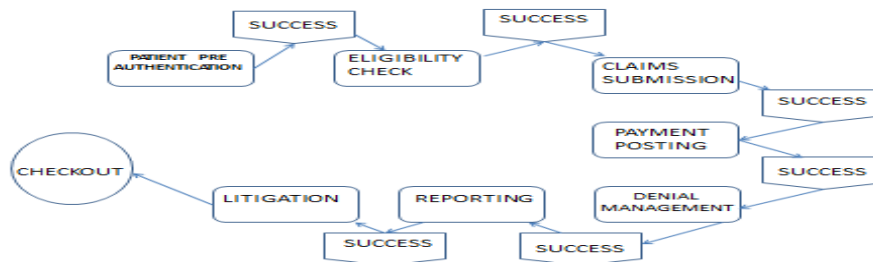 SUCCESS
SUCCESS
PATIENT PRE
AUTHENTICATION
ELIGIBILITY
CHECK
CLAIMS
SUBMISSION
SUCCESS
PAYMENT
POSTING
SUCCESS
CHECKOUT
LITIGATION
REPORTING
DENIAL
MANAGEMENT
SUCCESS
SUCCESS